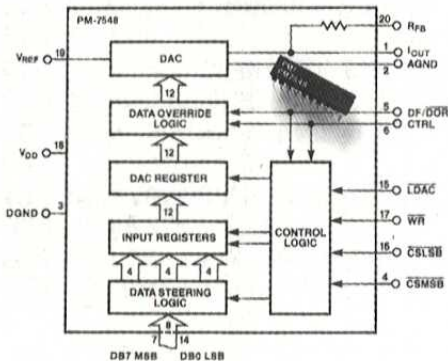 PM-7548
20 RFB
VREF 19
DAC
1 IOUT
2 AGND
12
DATA OVERRIDE
LOGIC
5 DF/DOR
6 CTRL
12
VDD 18
DAC REGISTER
15 LDAC
12
17 WR
DGND 3
INPUT REGISTERS
CONTROL
LOGIC
16 CSLSB
4 4 4
4 CSMSB
DATA STEERING
LOGIC
8
7 14
DB7 MSB DB0 LSB